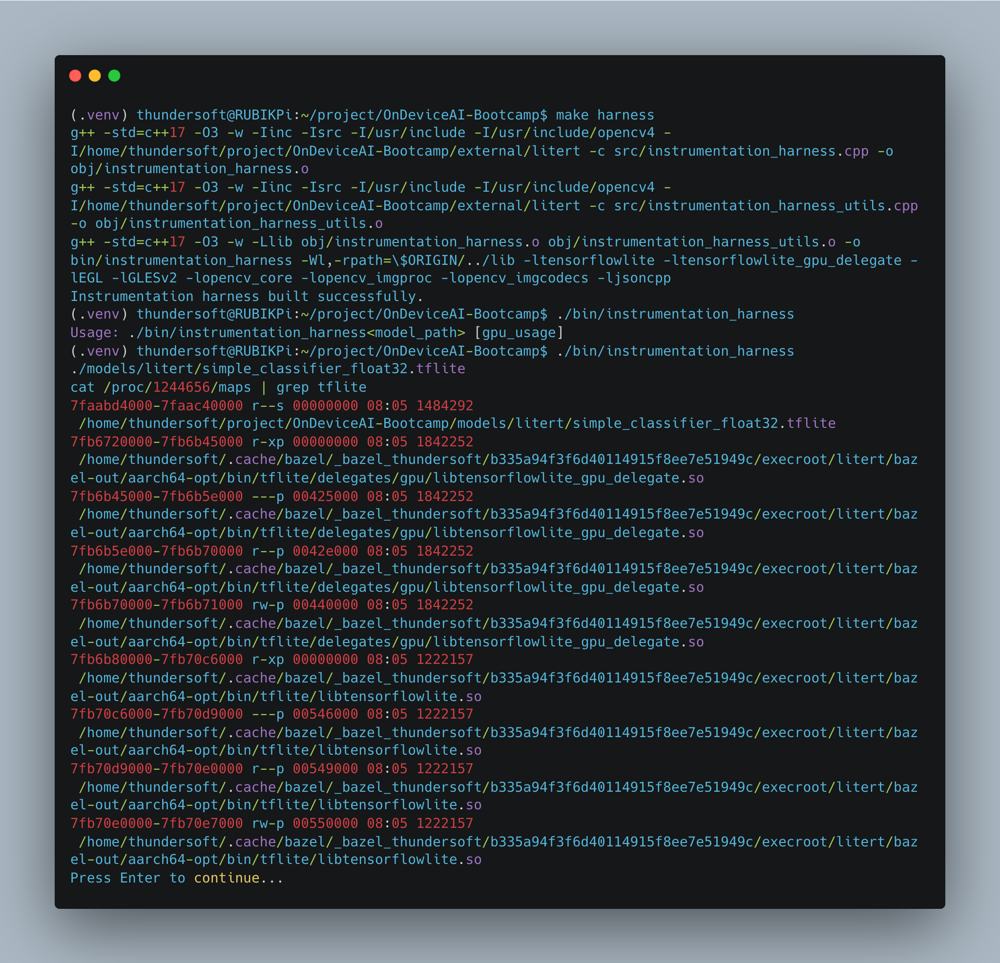 (.venv) thundersoft@RUBIKPi:~/project/OnDeviceAI-Bootcamp$ make harness
g++ -std=c++17 -O3 -w -Iinc -Isrc -I/usr/include -I/usr/include/opencv4 -
I/home/thundersoft/project/OnDeviceAI-Bootcamp/external/litert -c src/instrumentation_harness.cpp -o
obj/instrumentation_harness.o
g++ -std=c++17 -O3 -w -Iinc -Isrc -I/usr/include -I/usr/include/opencv4 -
I/home/thundersoft/project/OnDeviceAI-Bootcamp/external/litert -c src/instrumentation_harness_utils.cpp
-o obj/instrumentation_harness_utils.o
g++ -std=c++17 -O3 -w -Llib obj/instrumentation_harness.o obj/instrumentation_harness_utils.o -o
bin/instrumentation_harness -Wl,-rpath=\$ORIGIN/../lib -ltensorflowlite -ltensorflowlite_gpu_delegate -
lEGL -lGLESv2 -lopencv_core -lopencv_imgproc -lopencv_imgcodecs -ljsoncpp
Instrumentation harness built successfully.
(.venv) thundersoft@RUBIKPi:~/project/OnDeviceAI-Bootcamp$ ./bin/instrumentation_harness
Usage: ./bin/instrumentation_harness<model_path> [gpu_usage]
(.venv) thundersoft@RUBIKPi:~/project/OnDeviceAI-Bootcamp$ ./bin/instrumentation_harness
./models/litert/simple_classifier_float32.tflite
cat /proc/1244656/maps | grep tflite
7faabd4000-7faac40000 r--s 00000000 08:05 1484292
/home/thundersoft/project/OnDeviceAI-Bootcamp/models/litert/simple_classifier_float32.tflite
7fb6720000-7fb6b45000 r-xp 00000000 08:05 1842252
/home/thundersoft/.cache/bazel/_bazel_thundersoft/b335a94f3f6d40114915f8ee7e51949c/execroot/litert/baz
el-out/aarch64-opt/bin/tflite/delegates/gpu/libtensorflowlite_gpu_delegate.so
7fb6b45000-7fb6b5e000 ---p 00425000 08:05 1842252
/home/thundersoft/.cache/bazel/_bazel_thundersoft/b335a94f3f6d40114915f8ee7e51949c/execroot/litert/baz
el-out/aarch64-opt/bin/tflite/delegates/gpu/libtensorflowlite_gpu_delegate.so
7fb6b5e000-7fb6b70000 r--p 0042e000 08:05 1842252
/home/thundersoft/.cache/bazel/_bazel_thundersoft/b335a94f3f6d40114915f8ee7e51949c/execroot/litert/baz
el-out/aarch64-opt/bin/tflite/delegates/gpu/libtensorflowlite_gpu_delegate.so
7fb6b70000-7fb6b71000 rw-p 00440000 08:05 1842252
/home/thundersoft/.cache/bazel/_bazel_thundersoft/b335a94f3f6d40114915f8ee7e51949c/execroot/litert/baz
el-out/aarch64-opt/bin/tflite/delegates/gpu/libtensorflowlite_gpu_delegate.so
7fb6b80000-7fb70c6000 r-xp 00000000 08:05 1222157
/home/thundersoft/.cache/bazel/_bazel_thundersoft/b335a94f3f6d40114915f8ee7e51949c/execroot/litert/baz
el-out/aarch64-opt/bin/tflite/libtensorflowlite.so
7fb70c6000-7fb70d9000 ---p 00546000 08:05 1222157
/home/thundersoft/.cache/bazel/_bazel_thundersoft/b335a94f3f6d40114915f8ee7e51949c/execroot/litert/baz
el-out/aarch64-opt/bin/tflite/libtensorflowlite.so
7fb70d9000-7fb70e0000 r--p 00549000 08:05 1222157
/home/thundersoft/.cache/bazel/_bazel_thundersoft/b335a94f3f6d40114915f8ee7e51949c/execroot/litert/baz
el-out/aarch64-opt/bin/tflite/libtensorflowlite.so
7fb70e0000-7fb70e7000 rw-p 00550000 08:05 1222157
/home/thundersoft/.cache/bazel/_bazel_thundersoft/b335a94f3f6d40114915f8ee7e51949c/execroot/litert/baz
el-out/aarch64-opt/bin/tflite/libtensorflowlite.so
Press Enter to continue...